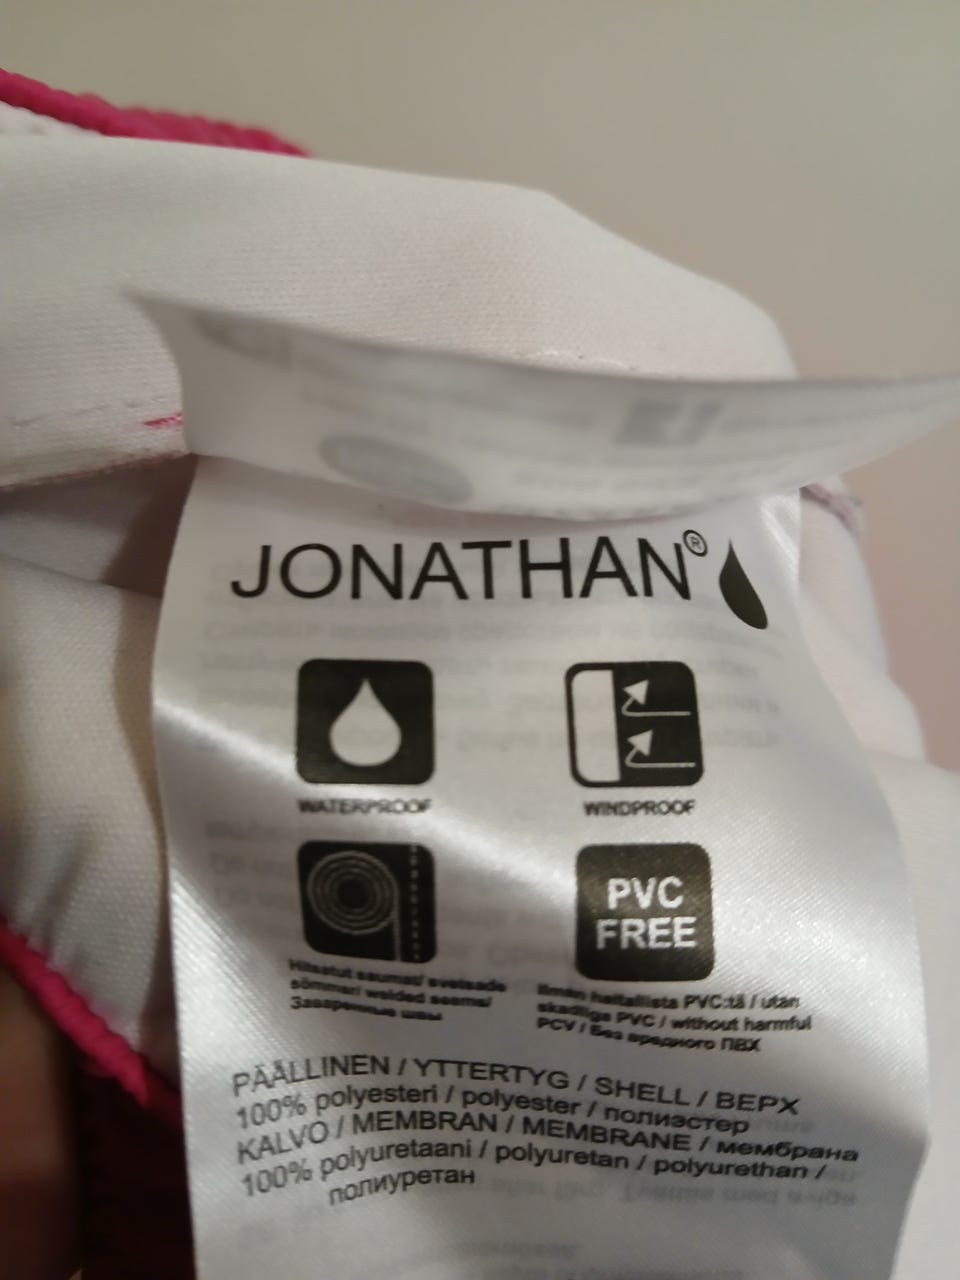 JONATHAN®
WATERPROOF
WINDPROOF
PVC
FREE
Hitsatut saumat/ svetsade
sömmar/ welded seams/
Заваренные швы
Ilman haitallista PVC:tä / utan
skadliga PVC / without harmful
PCV / Без вредного ПВХ
PÄÄLLINEN / YTTERTYG / SHELL / ВЕРХ
100% polyesteri / polyester / полиэстер
KALVO / MEMBRAN / MEMBRANE / мембрана
100% polyuretaani / polyuretan / polyurethan /
полиуретан